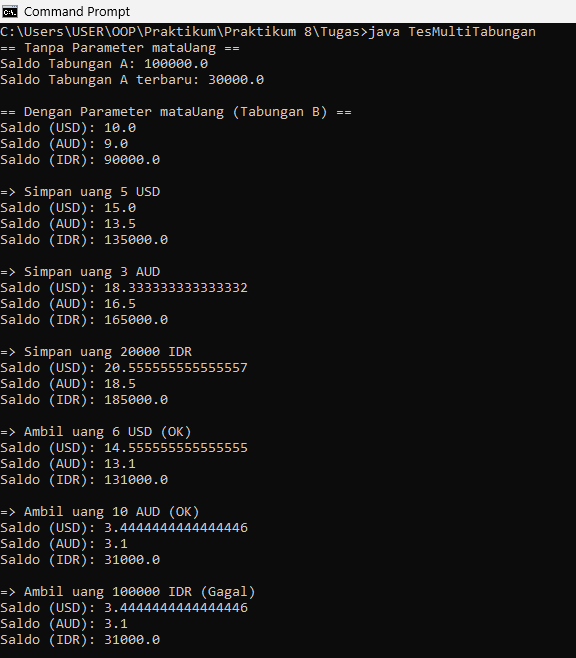 Command Prompt
C:\Users\USER\OOP\Praktikum\Praktikum 8\Tugas>java TesMultiTabungan
== Tanpa Parameter mataUang ==
Saldo Tabungan A: 100000.0
Saldo Tabungan A terbaru: 30000.0
== Dengan Parameter mataUang (Tabungan B) ==
Saldo (USD): 10.0
Saldo (AUD): 9.0
Saldo (IDR): 90000.0
=> Simpan uang 5 USD
Saldo (USD): 15.0
Saldo (AUD): 13.5
Saldo (IDR): 135000.0
=> Simpan uang 3 AUD
Saldo (USD): 18.333333333333332
Saldo (AUD): 16.5
Saldo (IDR): 165000.0
=> Simpan uang 20000 IDR
Saldo (USD): 20.555555555555557
Saldo (AUD): 18.5
Saldo (IDR): 185000.0
=> Ambil uang 6 USD (OK)
Saldo (USD): 14.555555555555555
Saldo (AUD): 13.1
Saldo (IDR): 131000.0
=> Ambil uang 10 AUD (OK)
Saldo (USD): 3.4444444444444446
Saldo (AUD): 3.1
Saldo (IDR): 31000.0
=> Ambil uang 100000 IDR (Gagal)
Saldo (USD): 3.4444444444444446
Saldo (AUD): 3.1
Saldo (IDR): 31000.0